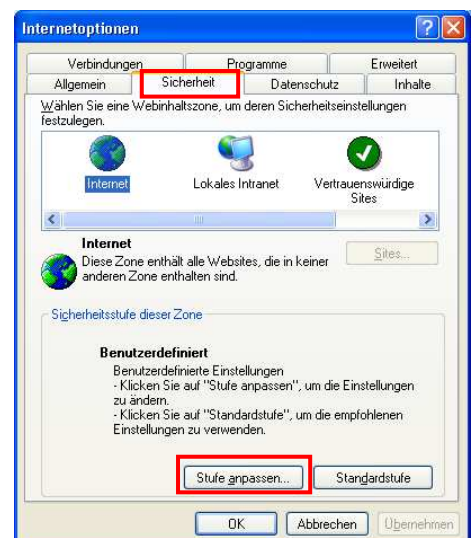 Internetoptionen
Verbindungen Programme Erweitert
Allgemein Sicherheit Datenschutz Inhalte
Wählen Sie eine Webinhaltszone, um deren Sicherheitseinstellungen
festzulegen.
Internet Lokales Intranet Vertrauenswürdige
Sites
Internet
Diese Zone enthält alle Websites, die in keiner
anderen Zone enthalten sind.
Sites...
Sicherheitsstufe dieser Zone
Benutzerdefiniert
Benutzerdefinierte Einstellungen
- Klicken Sie auf "Stufe anpassen", um die Einstellungen
zu ändern.
- Klicken Sie auf "Standardstufe", um die empfohlenen
Einstellungen zu verwenden.
Stufe anpassen... Standardstufe
OK Abbrechen Übernehmen